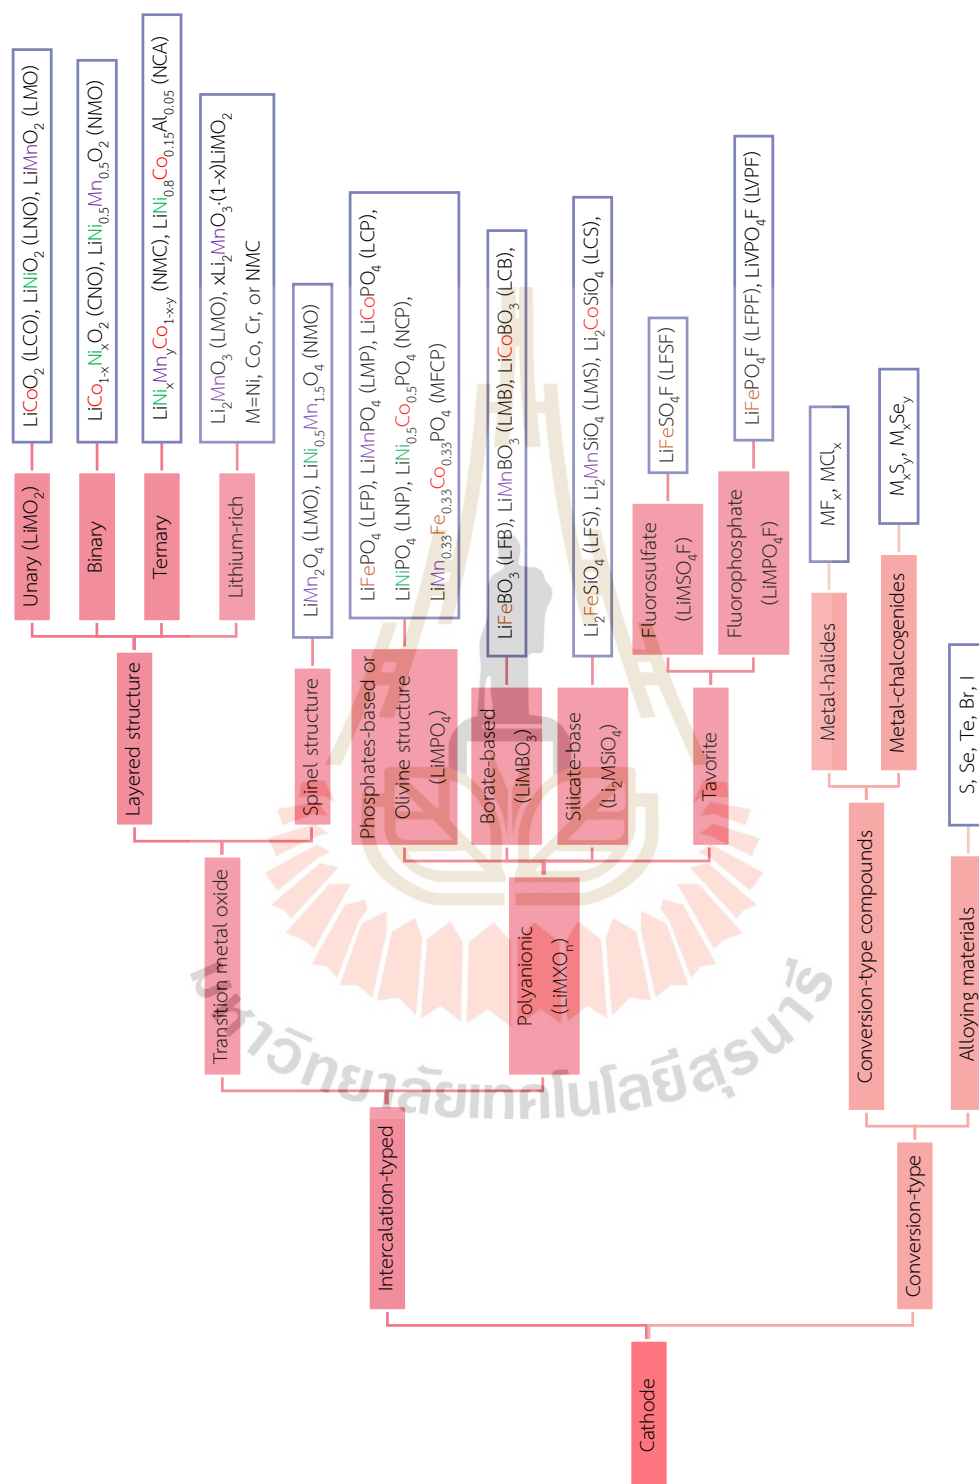 Cathode
Intercalation-typed
Transition metal oxide
Layered structure
Unary (LiMO₂)
LiCoO₂ (LCO), LiNiO₂ (LNO), LiMnO₂ (LMO)
Binary
LiCo₁₋ₓNiₓO₂ (CNO), LiNi₀.₅Mn₀.₅O₂ (NMO)
Ternary
LiNiₓMnᵧCo₁₋ₓ₋ᵧ (NMC), LiNi₀.₈Co₀.₁₅Al₀.₀₅ (NCA)
Lithium-rich
Li₂MnO₃ (LMO), xLi₂MnO₃·(1-x)LiMO₂
M=Ni, Co, Cr, or NMC
Spinel structure
LiMn₂O₄ (LMO), LiNi₀.₅Mn₁.₅O₄ (NMO)
Polyanionic
(LiMXOₙ)
Phosphates-based or
Olivine structure
(LiMPO₄)
LiFePO₄ (LFP), LiMnPO₄ (LMP), LiCoPO₄ (LCP),
LiNiPO₄ (LNP), LiNi₀.₅Co₀.₅PO₄ (NCP),
LiMn₀.₃₃Fe₀.₃₃Co₀.₃₃PO₄ (MFCP)
Borate-based
(LiMBO₃)
LiFeBO₃ (LFB), LiMnBO₃ (LMB), LiCoBO₃ (LCB),
Silicate-base
(Li₂MSiO₄)
Li₂FeSiO₄ (LFS), Li₂MnSiO₄ (LMS), Li₂CoSiO₄ (LCS),
Tavorite
Fluorosulfate
(LiMSO₄F)
LiFeSO₄F (LFSF)
Fluorophosphate
(LiMPO₄F)
LiFePO₄F (LFPF), LiVPO₄F (LVPF)
Conversion-type
Conversion-type compounds
Metal-halides
MFₓ, MClₓ
Metal-chalcogenides
MₓSᵧ, MₓSeᵧ
Alloying materials
S, Se, Te, Br, I
มหาวิทยาลัยเทคโนโลยีสุรนารี